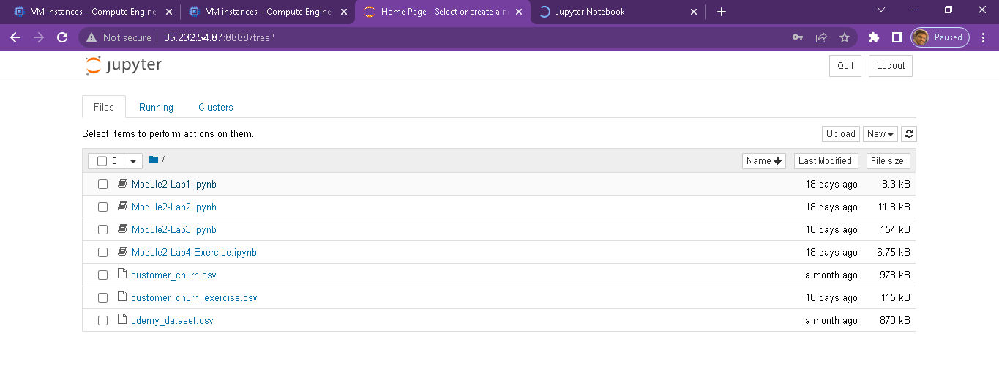 VM instances – Compute Engine
VM instances – Compute Engine
Home Page - Select or create a n
Jupyter Notebook
Not secure
35.232.54.87:8888/tree?
Paused
jupyter
Quit
Logout
Files
Running
Clusters
Select items to perform actions on them.
Upload
New
0
/
Name
Last Modified
File size
Module2-Lab1.ipynb 18 days ago 8.3 kB
Module2-Lab2.ipynb 18 days ago 11.8 kB
Module2-Lab3.ipynb 18 days ago 154 kB
Module2-Lab4 Exercise.ipynb 18 days ago 6.75 kB
customer_churn.csv a month ago 978 kB
customer_churn_exercise.csv 18 days ago 115 kB
udemy_dataset.csv a month ago 870 kB